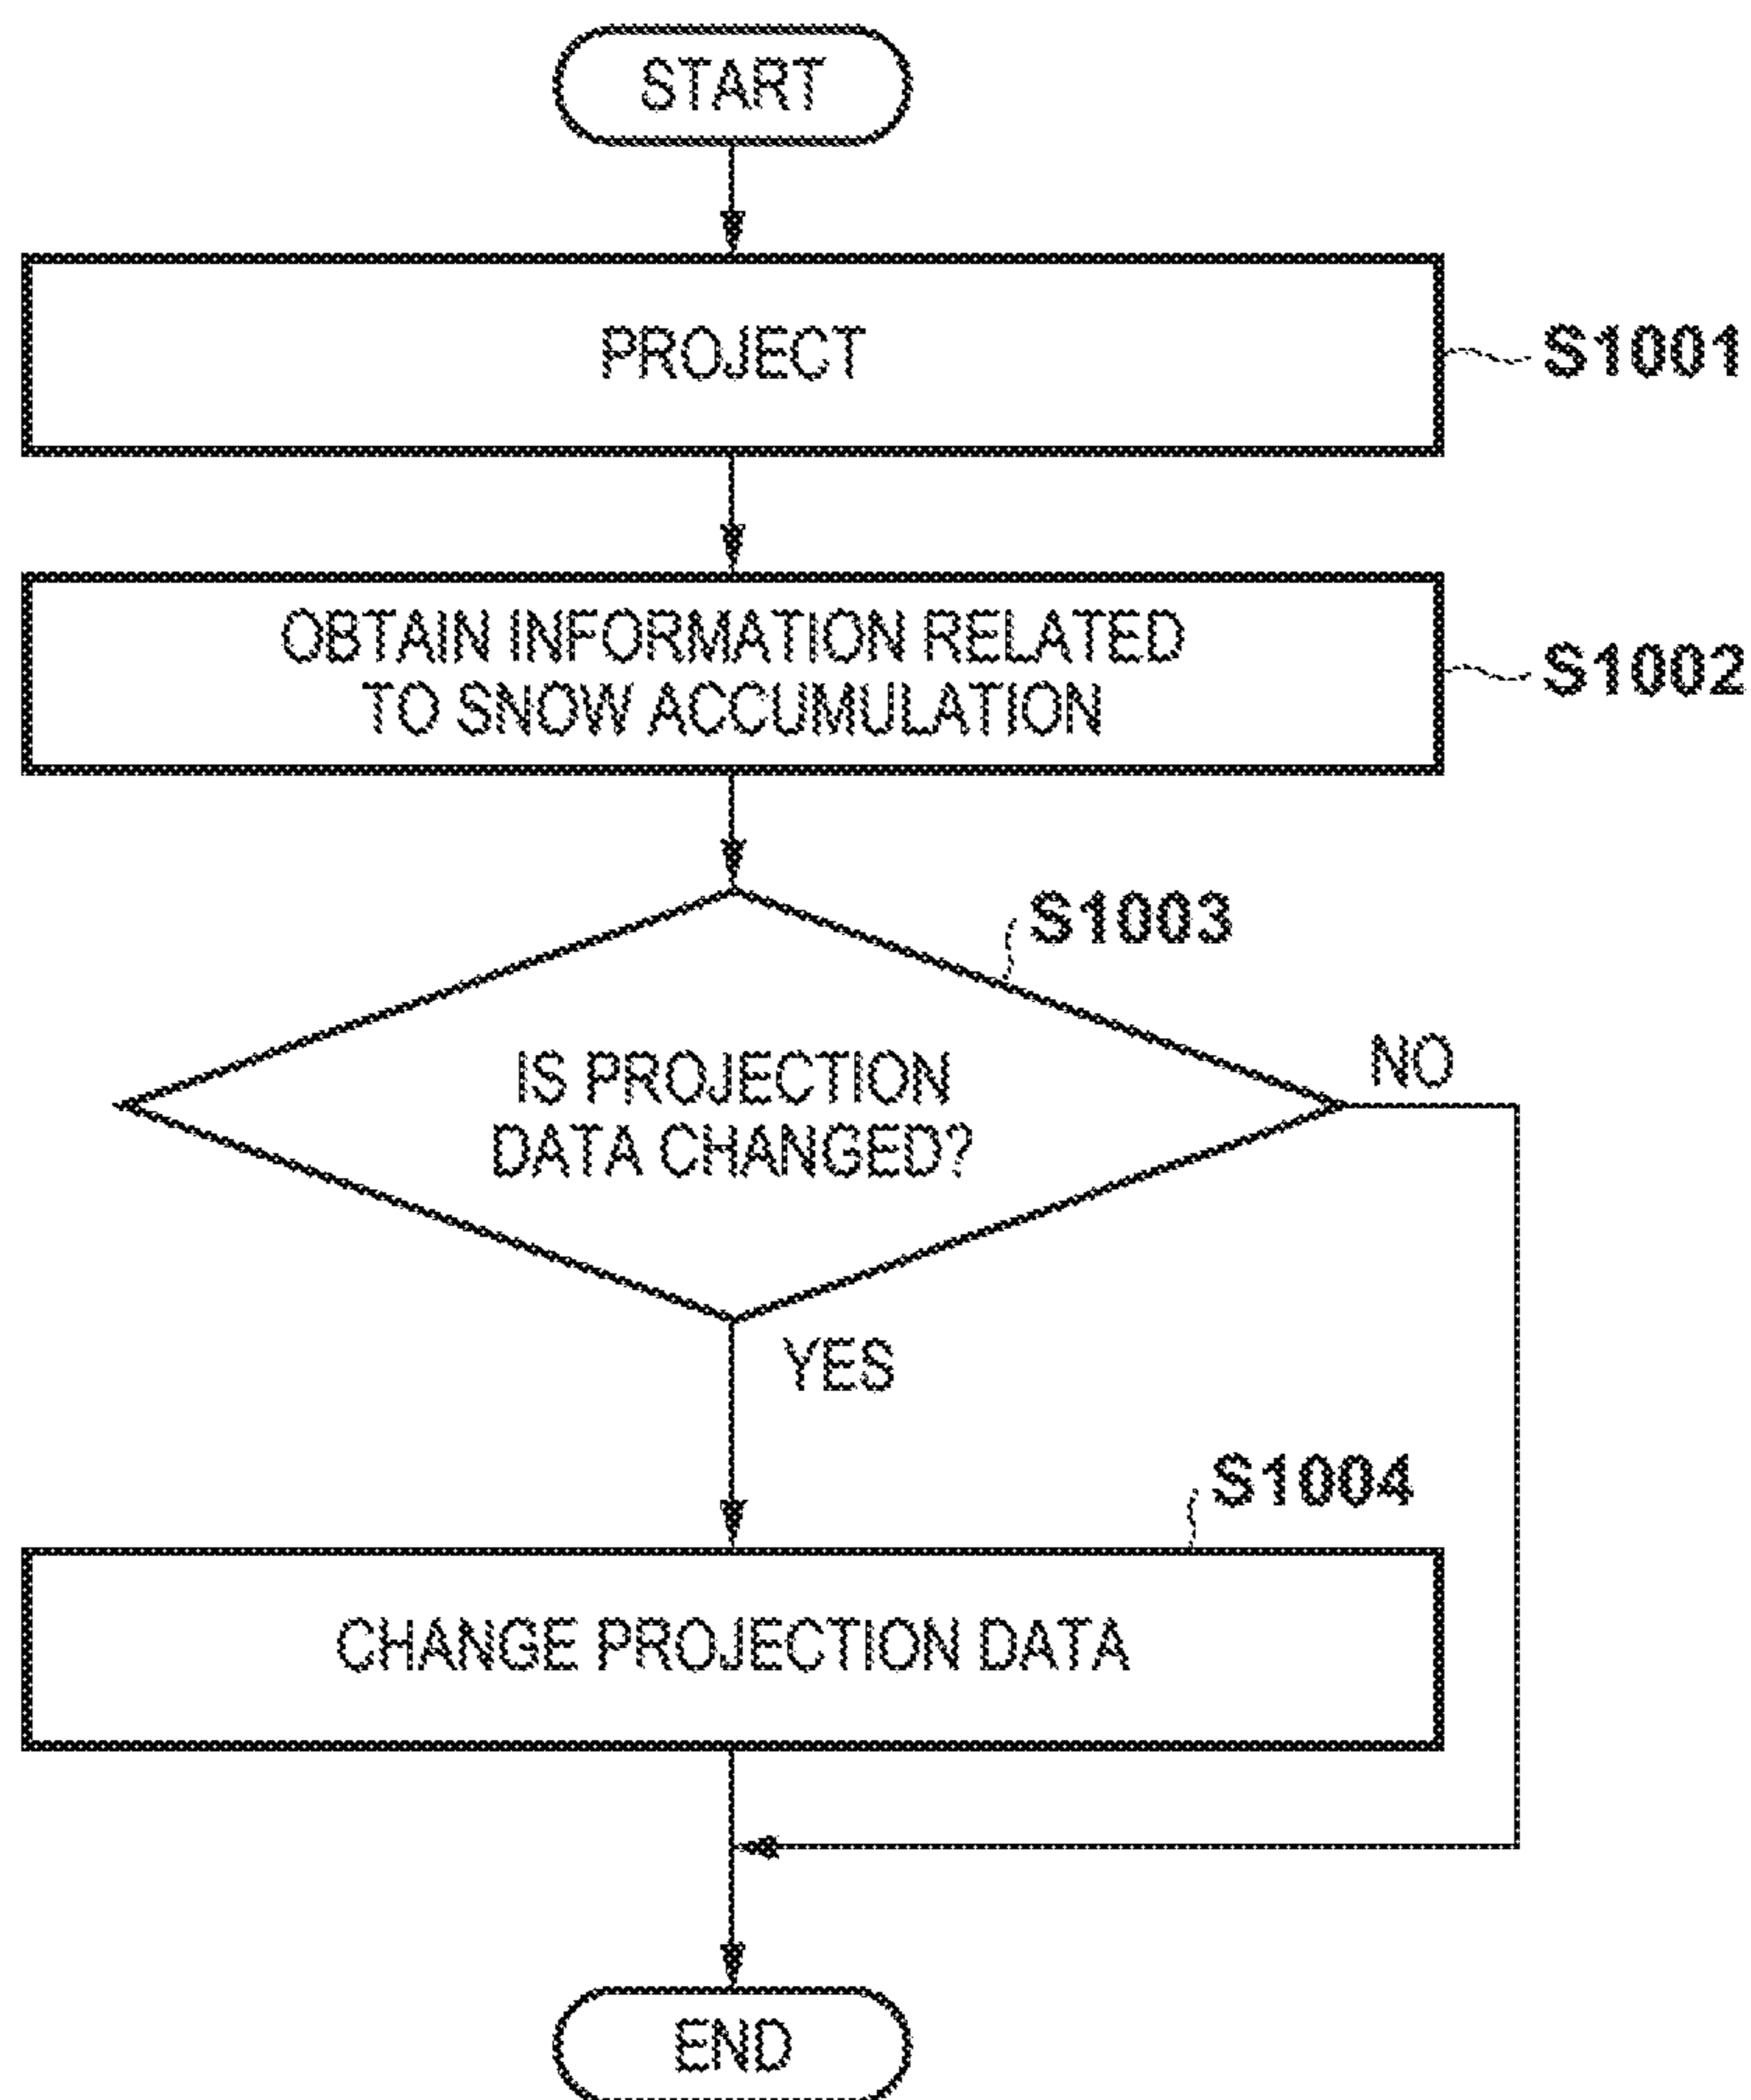 START
PROJECT
S1001
OBTAIN INFORMATION RELATED
TO SNOW ACCUMULATION
S1002
S1003
IS PROJECTION
DATA CHANGED?
NO
YES
S1004
CHANGE PROJECTION DATA
END